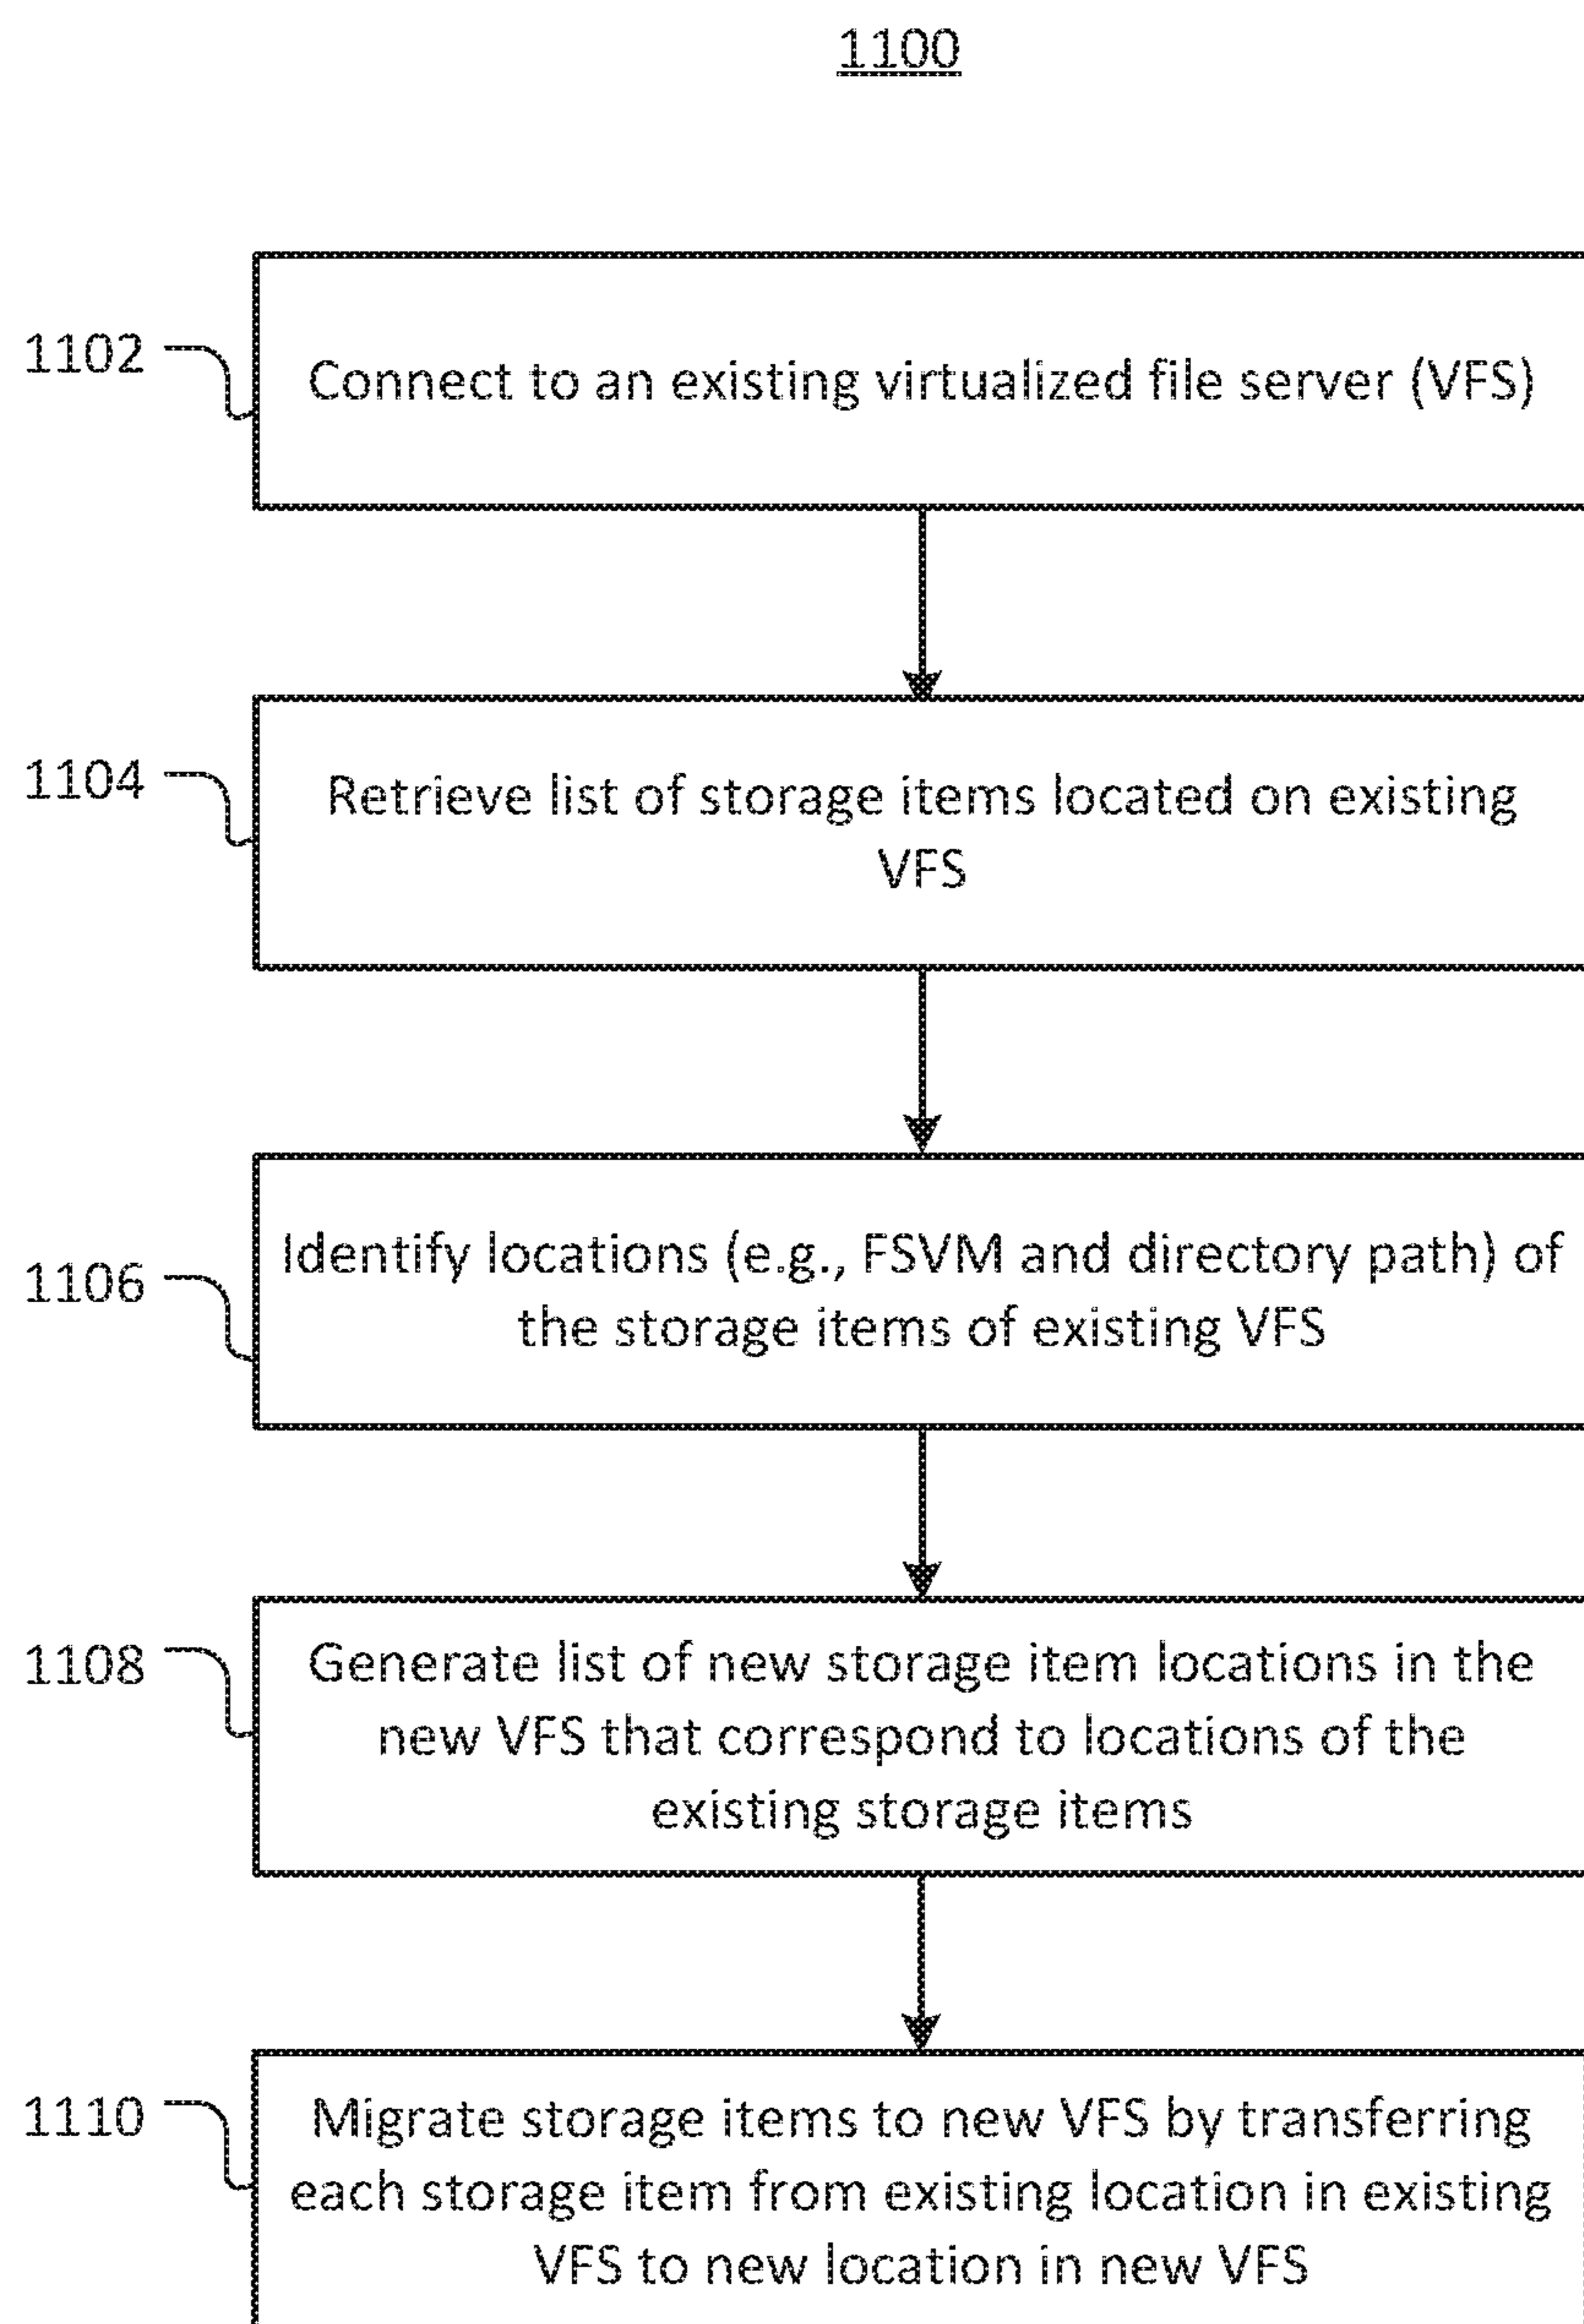 1100
1102
Connect to an existing virtualized file server (VFS)
1104
Retrieve list of storage items located on existing
VFS
1106
Identify locations (e.g., FSVM and directory path) of
the storage items of existing VFS
1108
Generate list of new storage item locations in the
new VFS that correspond to locations of the
existing storage items
1110
Migrate storage items to new VFS by transferring
each storage item from existing location in existing
VFS to new location in new VFS